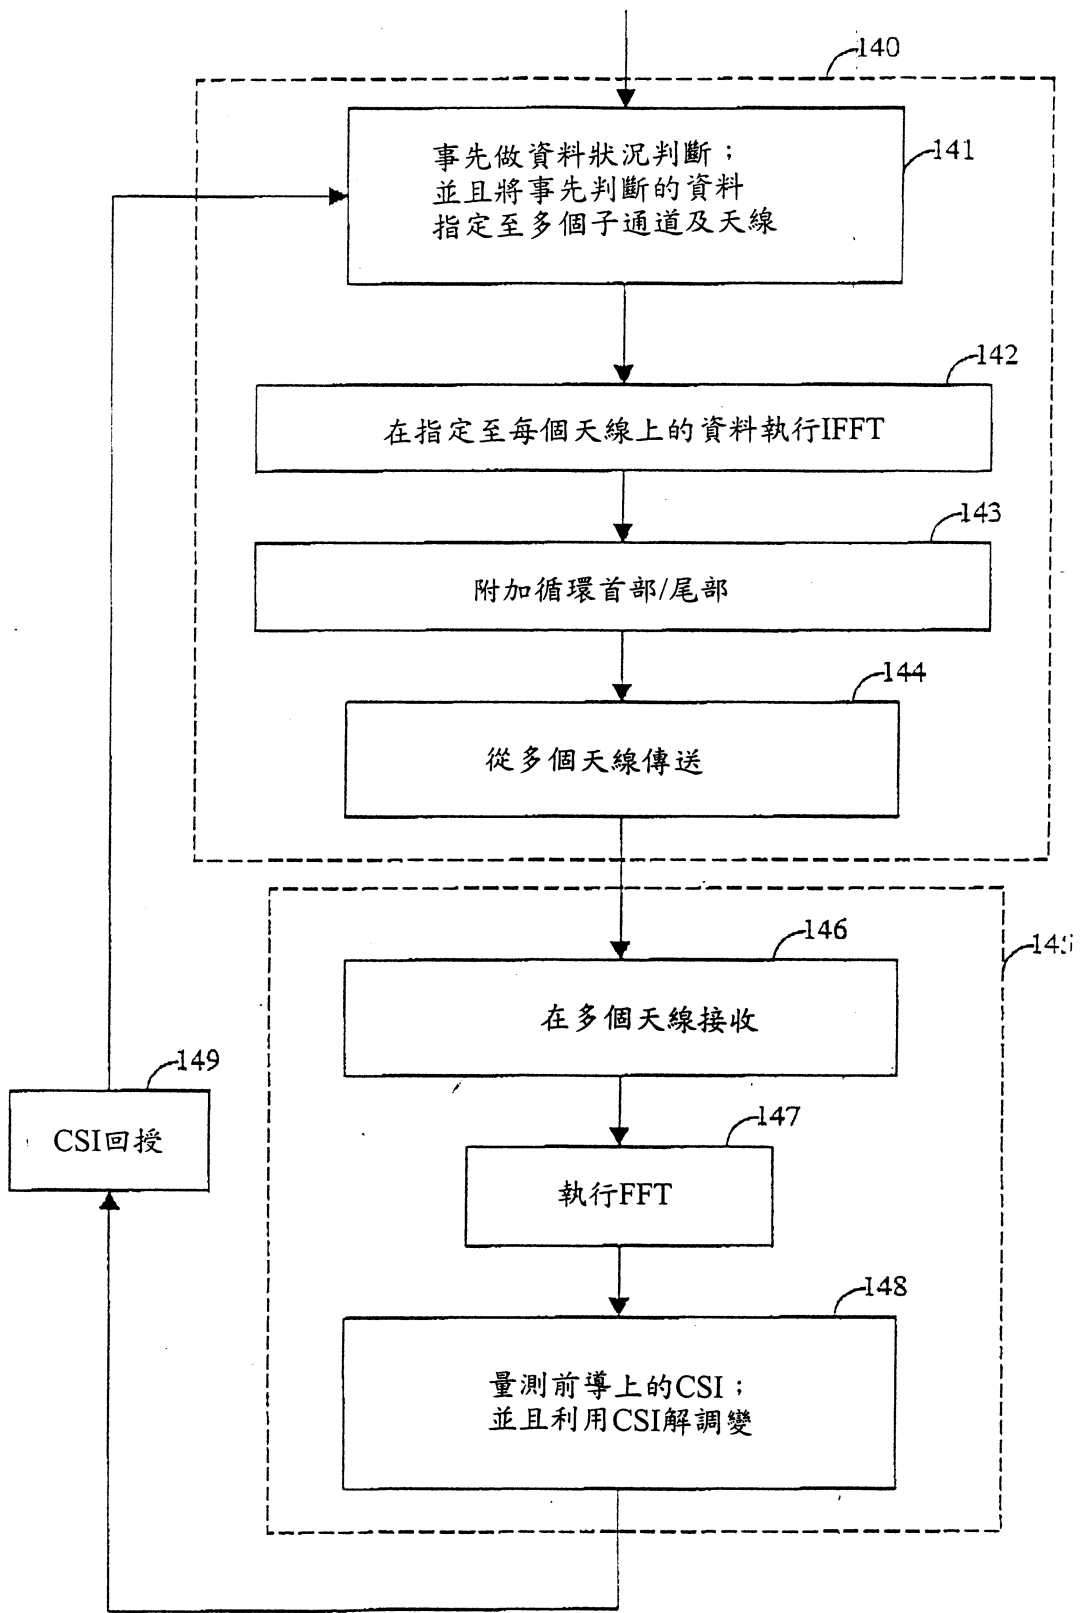 140
事先做資料狀況判斷；
並且將事先判斷的資料
指定至多個子通道及天線
141
142
在指定至每個天線上的資料執行IFFT
143
附加循環首部/尾部
144
從多個天線傳送
146
在多個天線接收
149
CSI回授
147
執行FFT
148
量測前導上的CSI；
並且利用CSI解調變